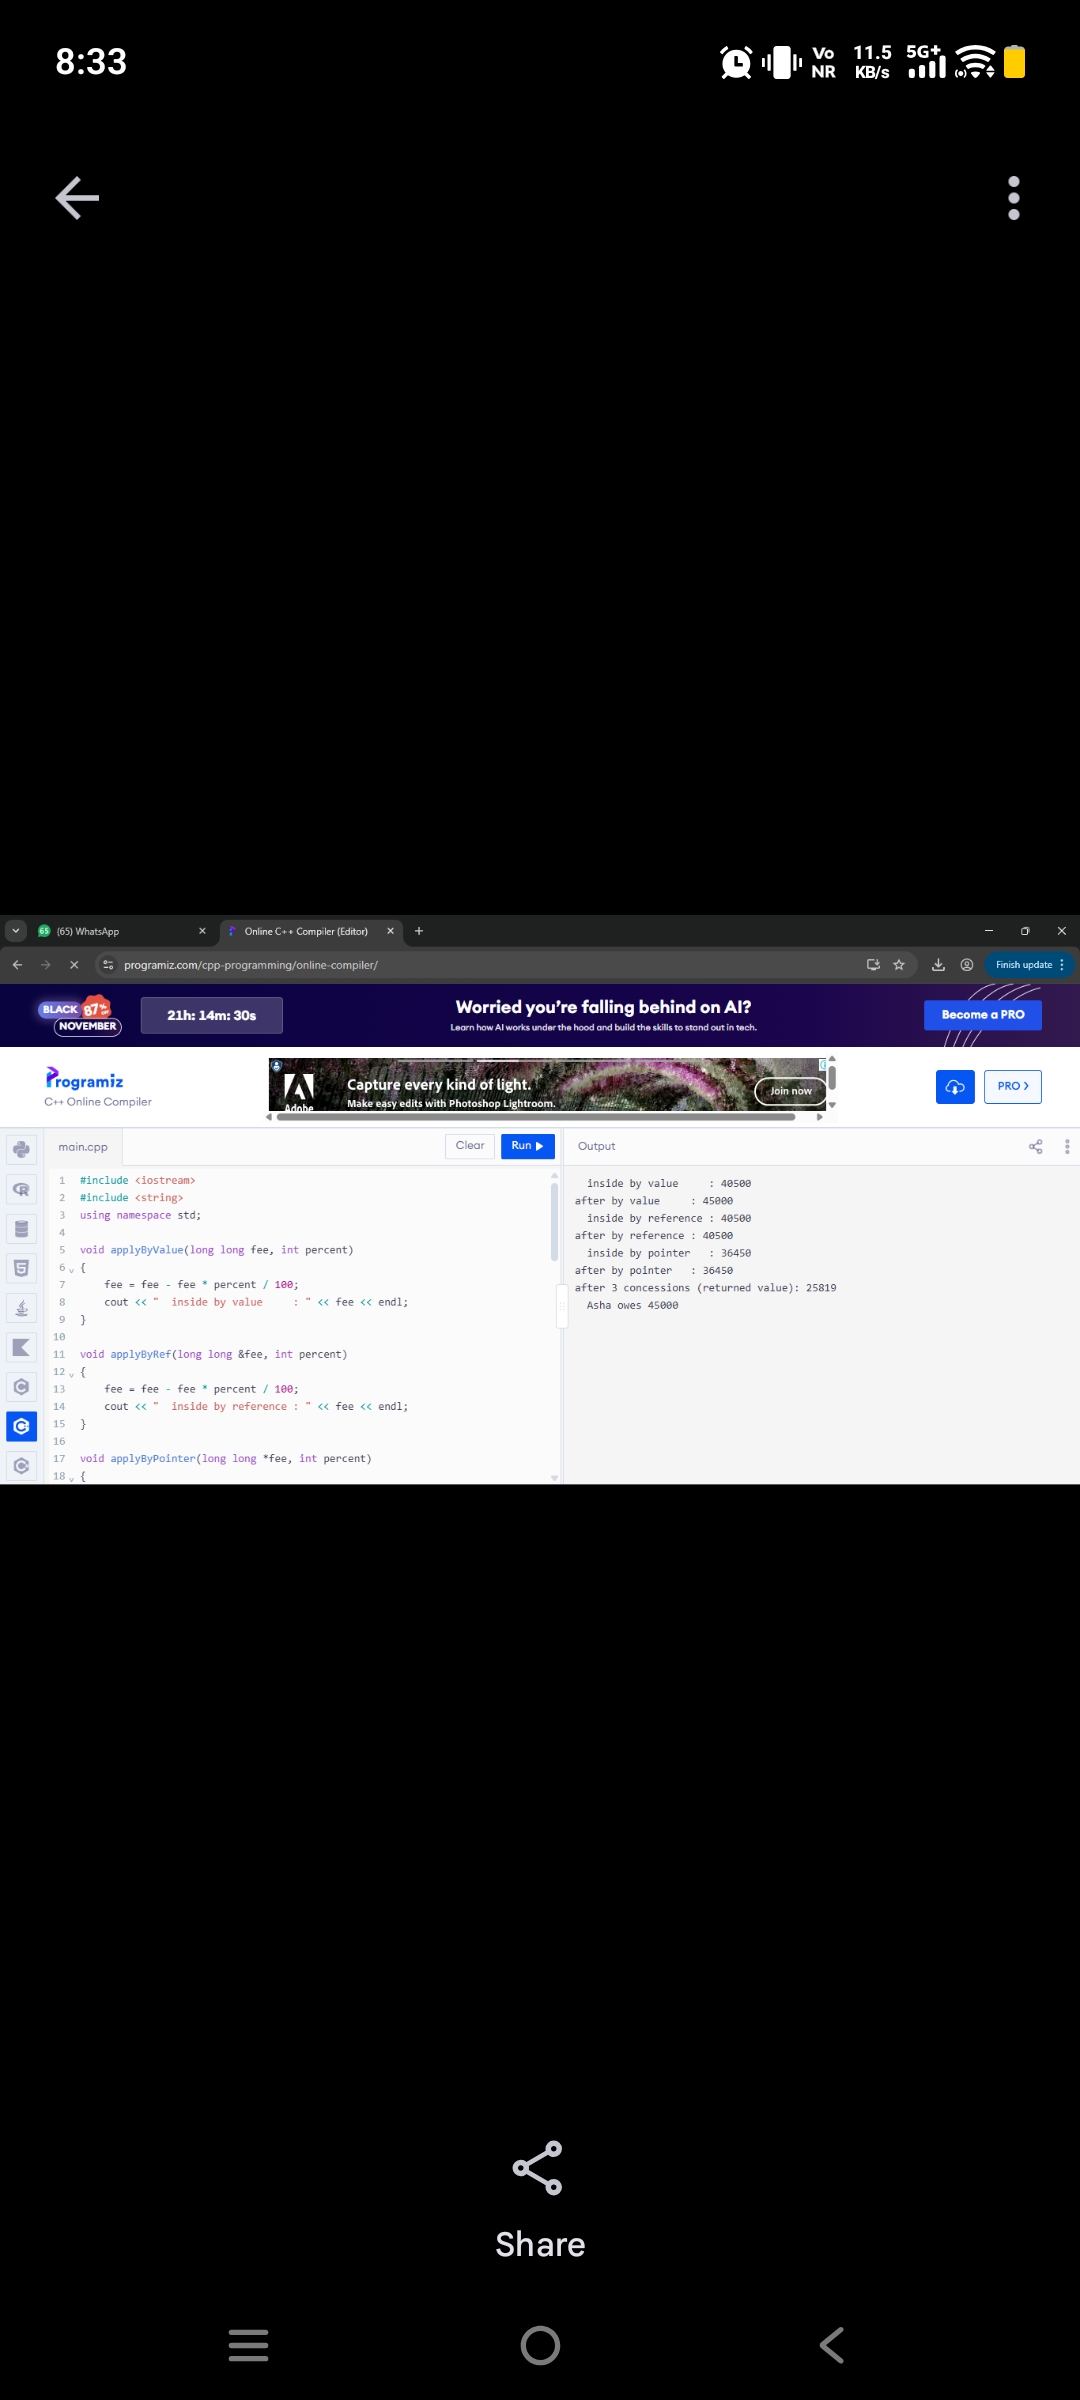 8:33
Vo
NR
11.5
KB/s
5G+
65
(65) WhatsApp
Online C++ Compiler (Editor)
programiz.com/cpp-programming/online-compiler/
Finish update
BLACK 87%
NOVEMBER
21h: 14m: 30s
Worried you're falling behind on AI?
Learn how AI works under the hood and build the skills to stand out in tech.
Become a PRO
Programiz
C++ Online Compiler
Adobe
Capture every kind of light.
Make easy edits with Photoshop Lightroom.
Join now
PRO
main.cpp
Clear
Run
1 #include <iostream>
2 #include <string>
3 using namespace std;
4
5 void applyByValue(long long fee, int percent)
6 {
7     fee = fee - fee * percent / 100;
8     cout << "  inside by value     : " << fee << endl;
9 }
10
11 void applyByRef(long long &fee, int percent)
12 {
13     fee = fee - fee * percent / 100;
14     cout << "  inside by reference : " << fee << endl;
15 }
16
17 void applyByPointer(long long *fee, int percent)
18 {
Output
  inside by value     : 40500
after by value     : 45000
  inside by reference : 40500
after by reference : 40500
  inside by pointer   : 36450
after by pointer   : 36450
after 3 concessions (returned value): 25819
  Asha owes 45000
Share